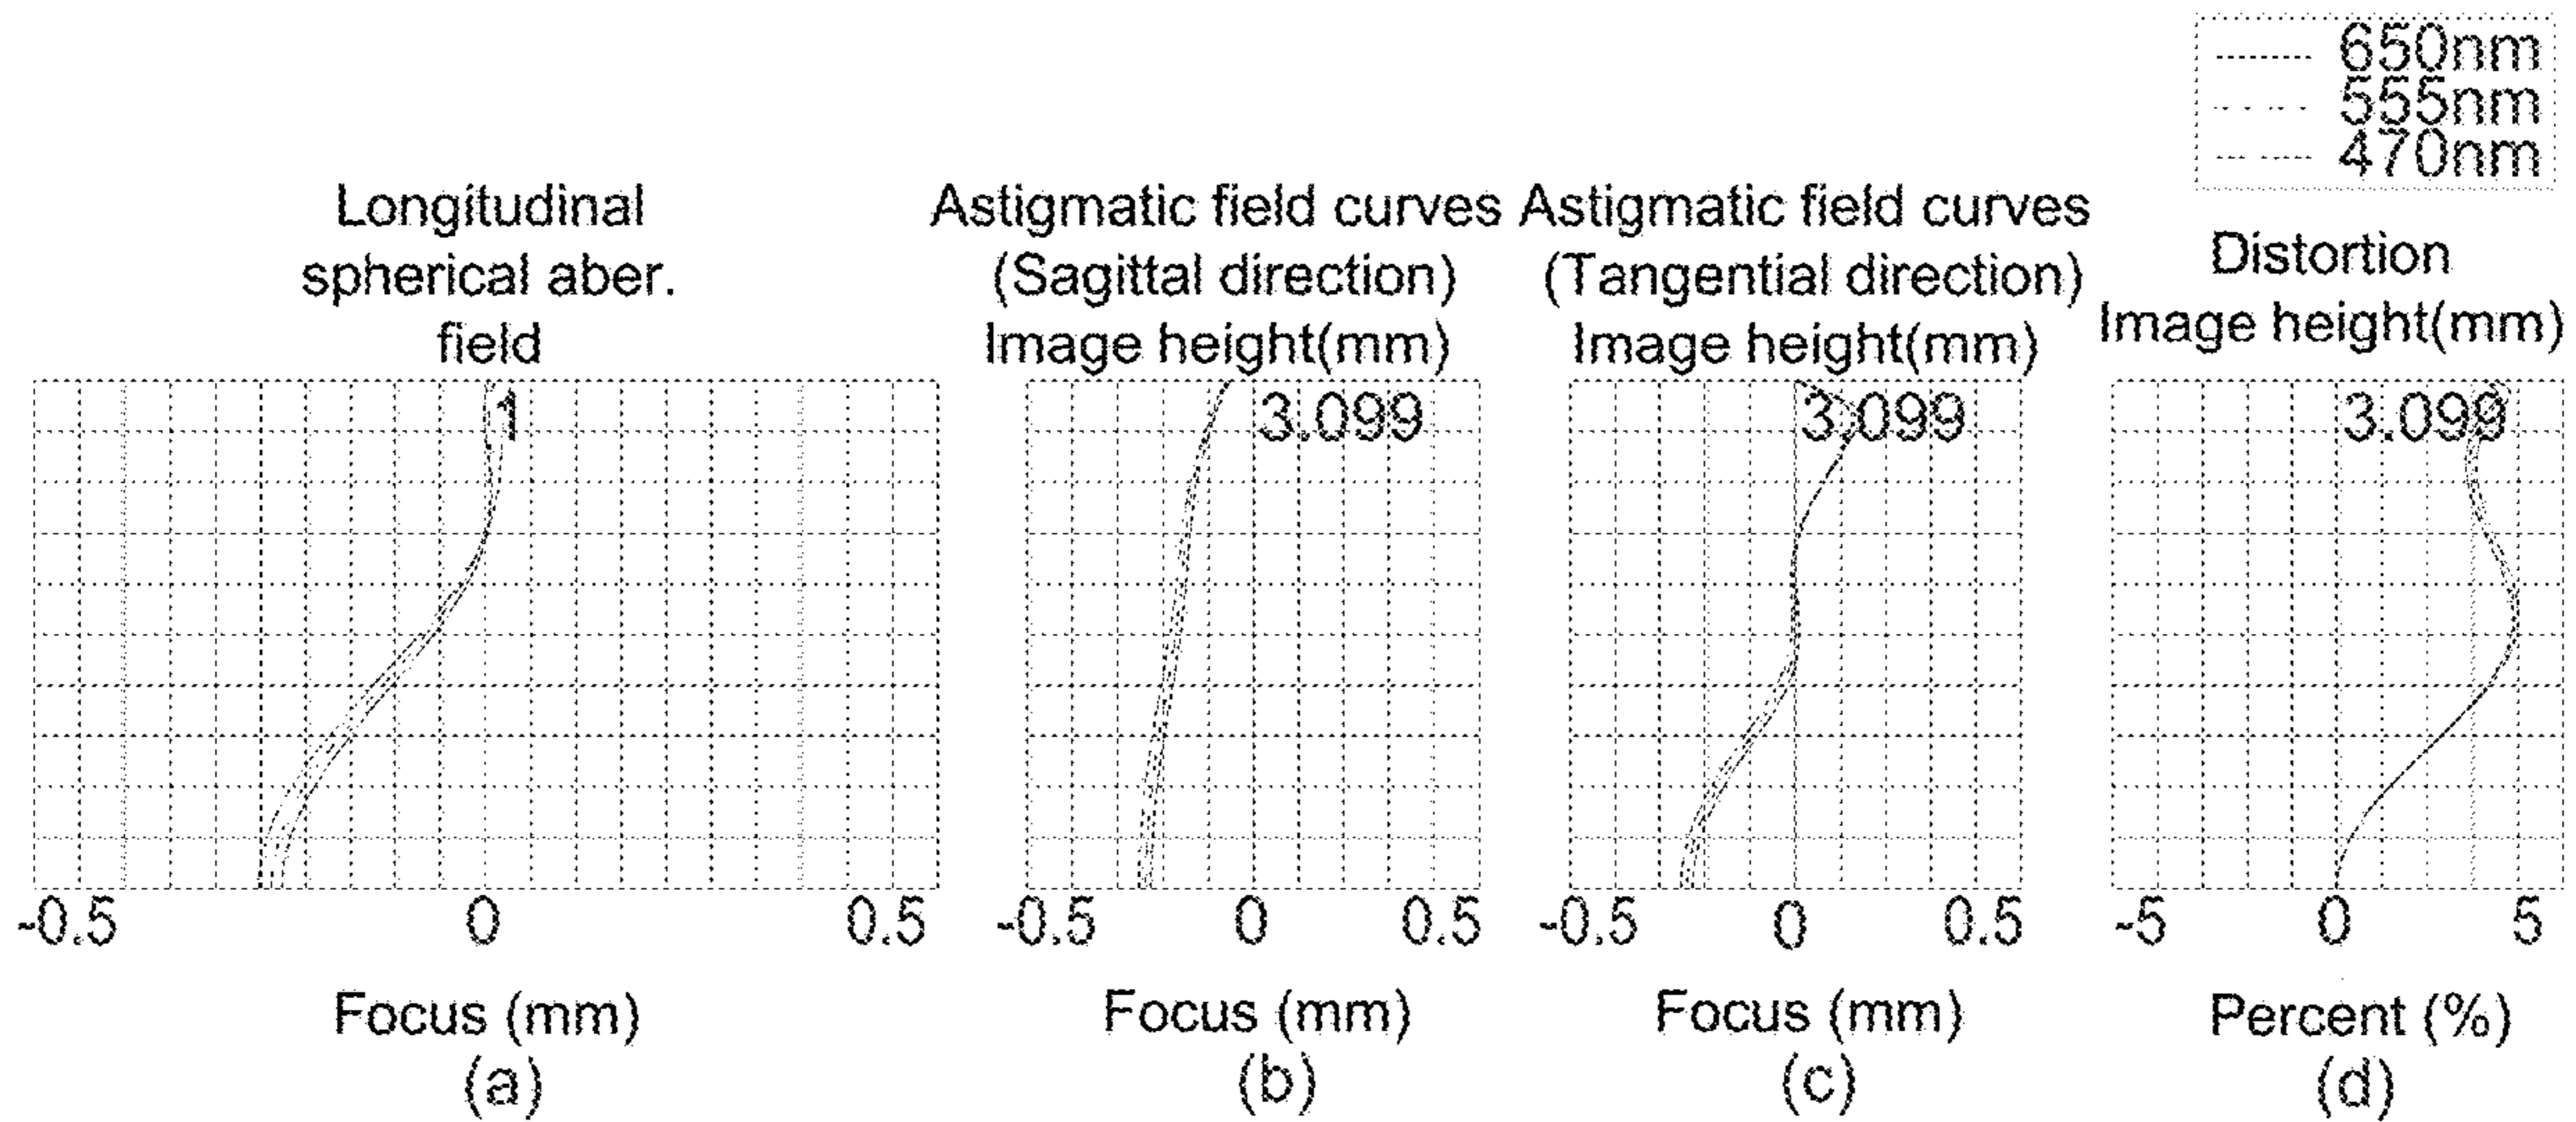 650nm
555nm
470nm
Longitudinal
spherical aber.
field
Astigmatic field curves
(Sagittal direction)
Image height(mm)
Astigmatic field curves
(Tangential direction)
Image height(mm)
Distortion
Image height(mm)
1
3.099
3.099
3.099
-0.5 0 0.5
-0.5 0 0.5
-0.5 0 0.5
-5 0 5
Focus (mm)
Focus (mm)
Focus (mm)
Percent (%)
(a)
(b)
(c)
(d)